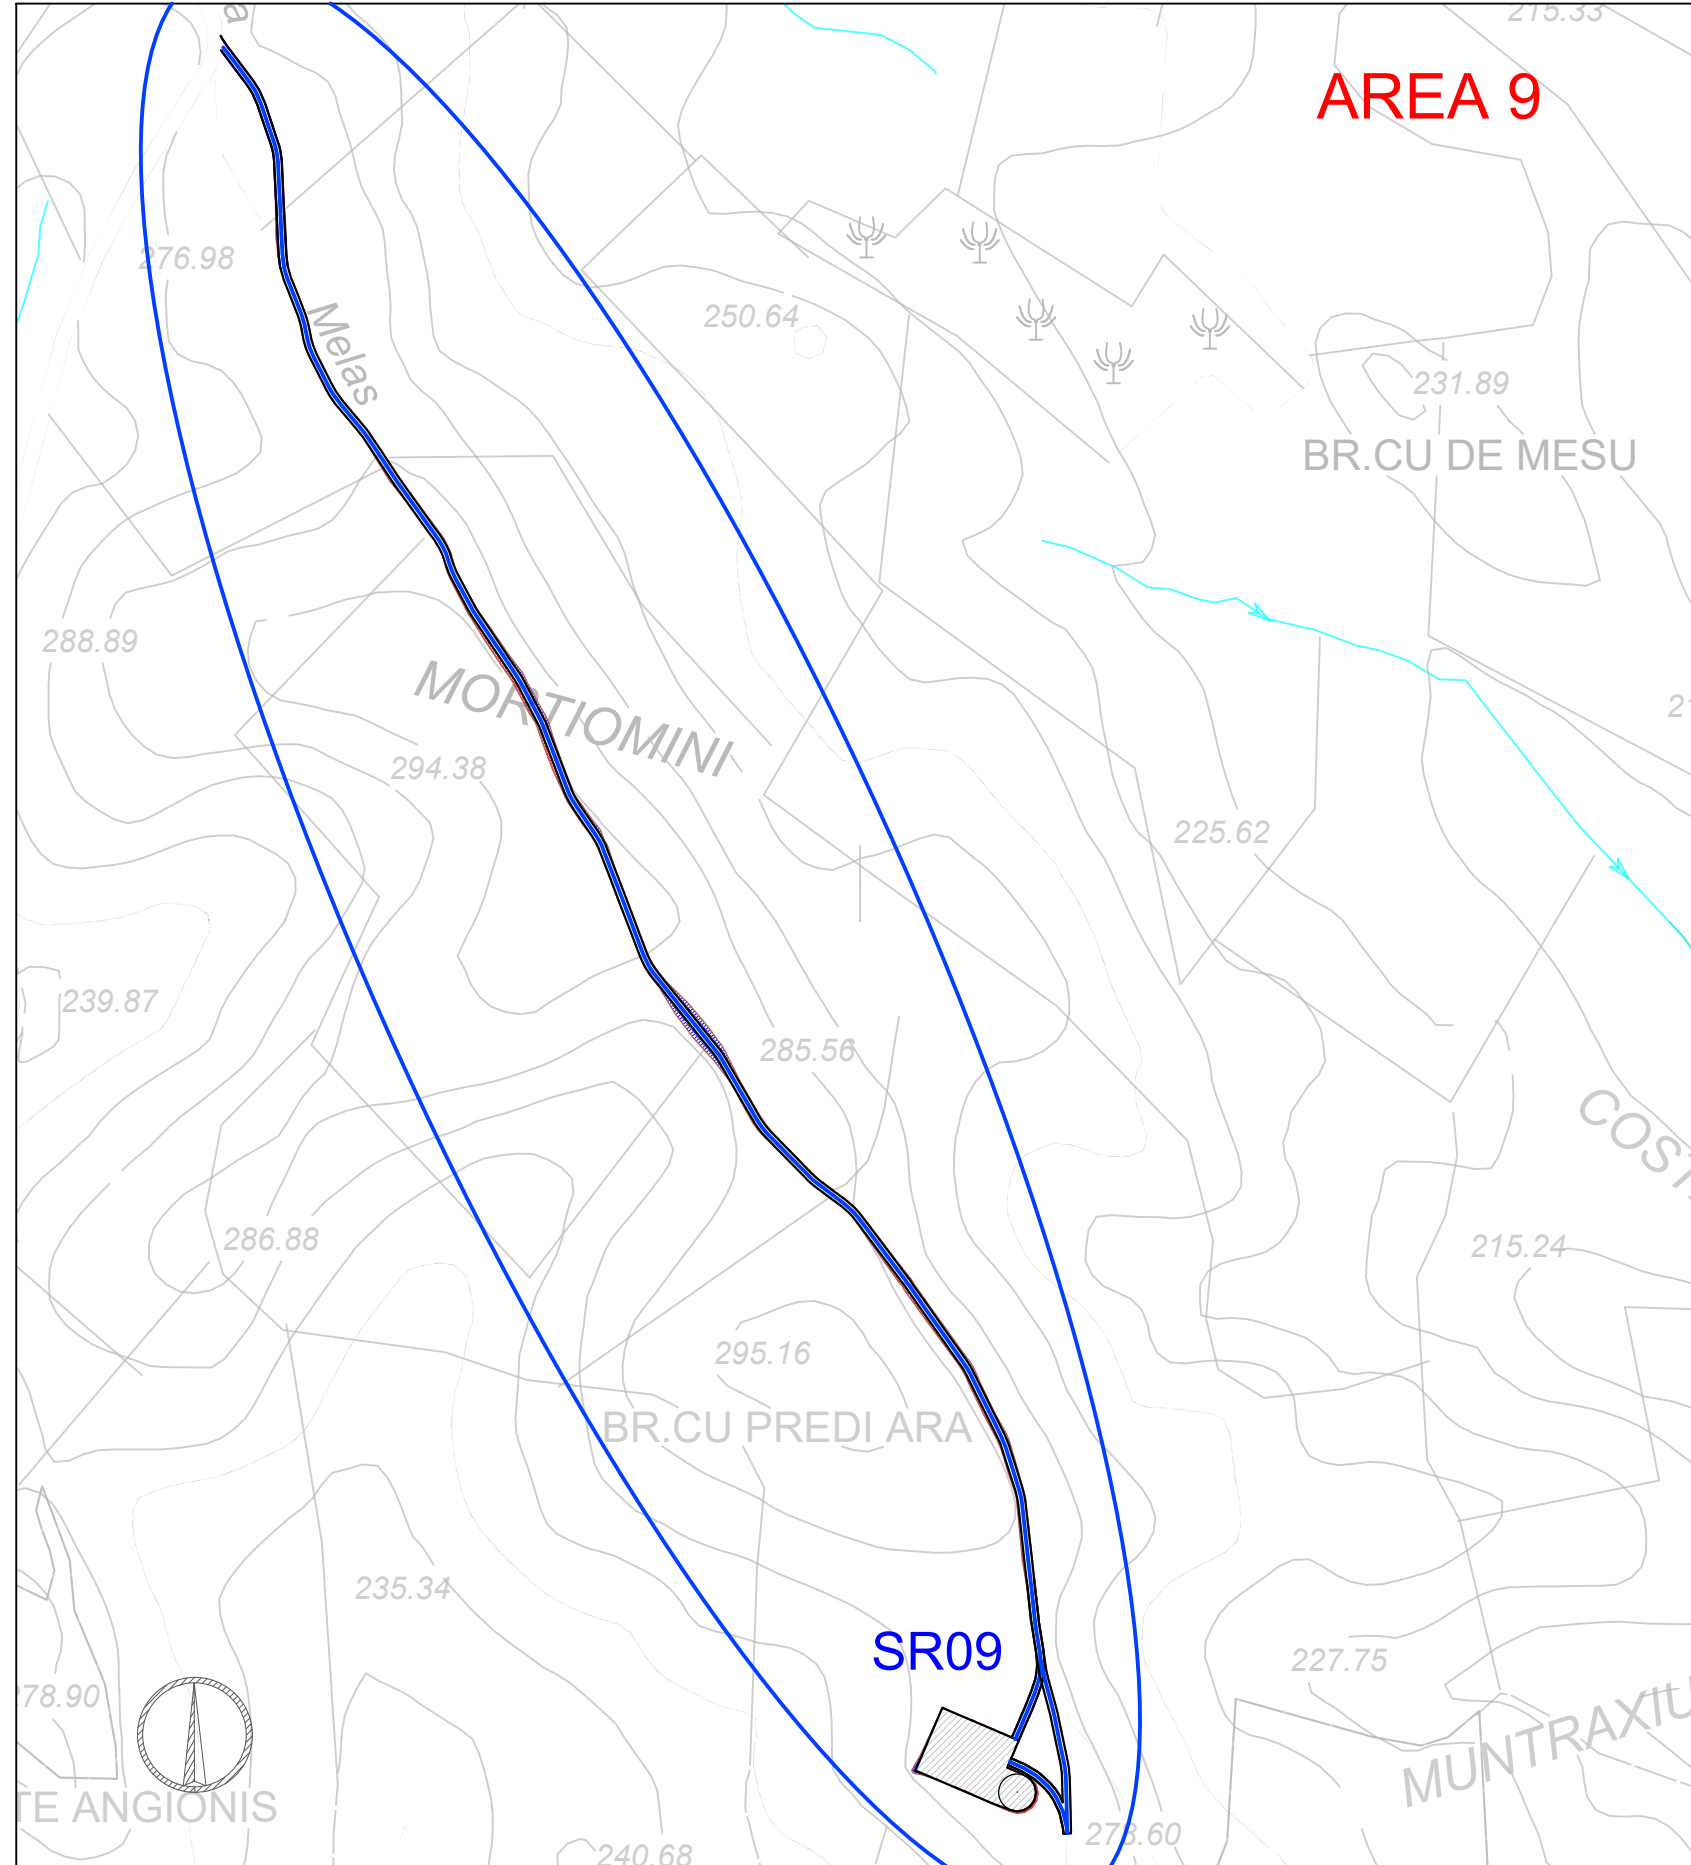 215.33
AREA 9
276.98
Melas
250.64
231.89
BR.CU DE MESU
288.89
MORTIOMINI
294.38
225.62
239.87
285.56
286.88
215.24
295.16
BR.CU PREDI ARA
235.34
SR09
227.75
78.90
MUNTRAXIU
TE ANGIONIS
273.60
240.68